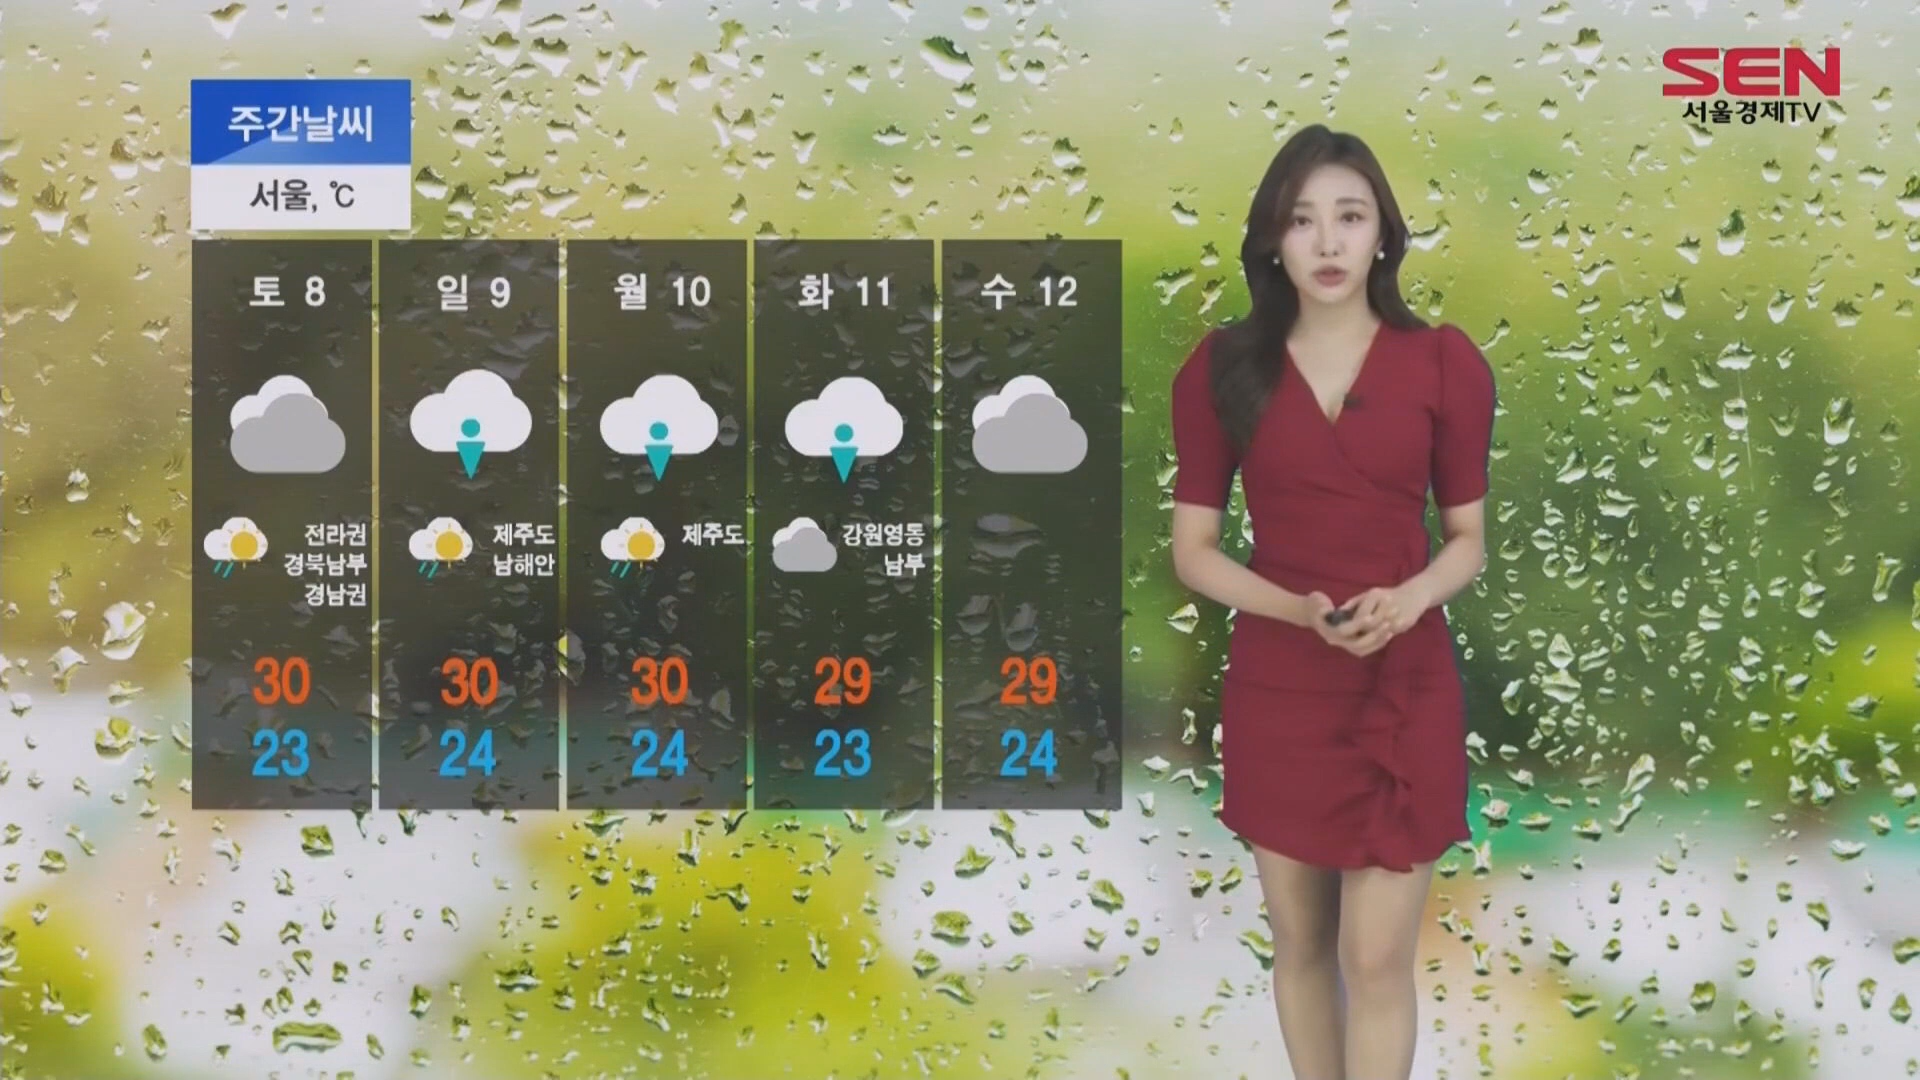 SEN
서울경제TV
주간날씨
서울, ℃
토 8
전라권
경북남부
경남권
30
23
일 9
제주도
남해안
30
24
월 10
제주도
30
24
화 11
강원영동
남부
29
23
수 12
29
24